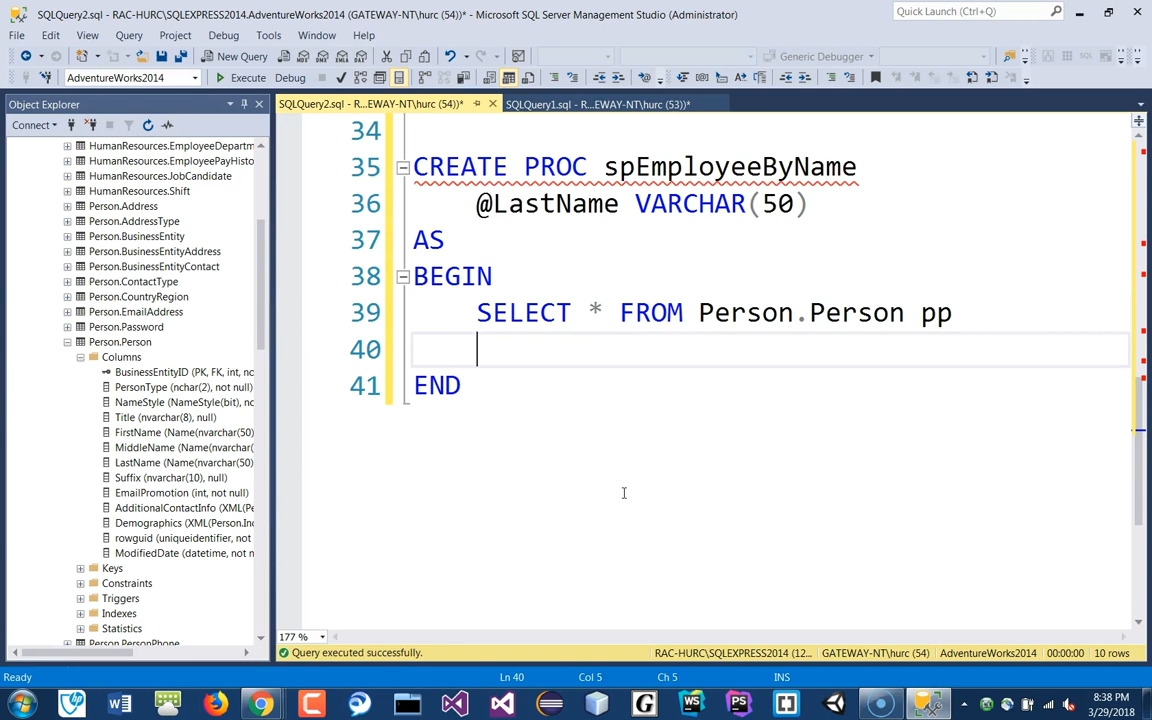 SQLQuery2.sql - RAC-HURC\SQLEXPRESS2014.AdventureWorks2014 (GATEWAY-NT\hurc (54))* - Microsoft SQL Server Management Studio (Administrator)
Quick Launch (Ctrl+Q)
File Edit View Query Project Debug Tools Window Help
New Query
Generic Debugger
AdventureWorks2014
Execute Debug
Object Explorer
SQLQuery2.sql - R...EWAY-NT\hurc (54))*
SQLQuery1.sql - R...EWAY-NT\hurc (53))*
Connect
HumanResources.EmployeeDepartm
HumanResources.EmployeePayHisto
HumanResources.JobCandidate
HumanResources.Shift
Person.Address
Person.AddressType
Person.BusinessEntity
Person.BusinessEntityAddress
Person.BusinessEntityContact
Person.ContactType
Person.CountryRegion
Person.EmailAddress
Person.Password
Person.Person
Columns
BusinessEntityID (PK, FK, int, nc
PersonType (nchar(2), not null)
NameStyle (NameStyle(bit), nc
Title (nvarchar(8), null)
FirstName (Name(nvarchar(50)
MiddleName (Name(nvarchar(
LastName (Name(nvarchar(50)
Suffix (nvarchar(10), null)
EmailPromotion (int, not null)
AdditionalContactInfo (XML(Pe
Demographics (XML(Person.In
rowguid (uniqueidentifier, not
ModifiedDate (datetime, not n
Keys
Constraints
Triggers
Indexes
Statistics
Person.PersonPhone
34
35 CREATE PROC spEmployeeByName
36 @LastName VARCHAR(50)
37 AS
38 BEGIN
39 SELECT * FROM Person.Person pp
40
41 END
177 %
Query executed successfully.
RAC-HURC\SQLEXPRESS2014 (12... GATEWAY-NT\hurc (54) AdventureWorks2014 00:00:00 10 rows
Ready
Ln 40 Col 5 Ch 5 INS
8:38 PM
3/29/2018